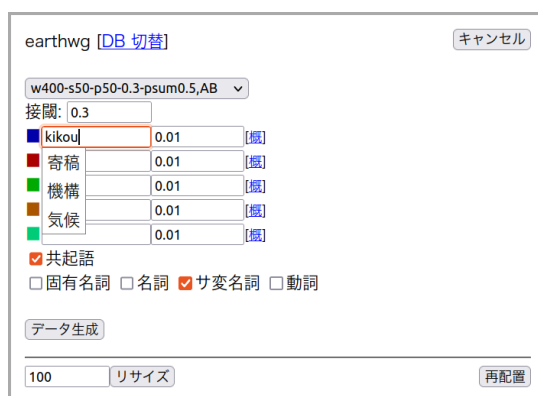 earthwg [DB 切替] キャンセル
w400-s50-p50-0.3-psum0.5,AB
接閾: 0.3
kikou 0.01 [概]
寄稿 0.01 [概]
機構 0.01 [概]
気候 0.01 [概]
0.01 [概]
共起語
固有名詞 名詞 サ変名詞 動詞
データ生成
100 リサイズ 再配置